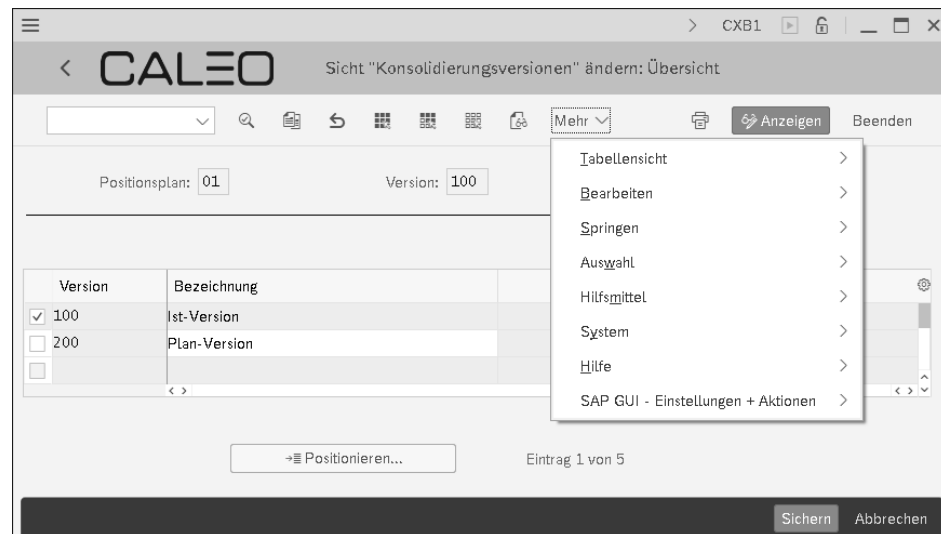 CXB1
CALEO Sicht "Konsolidierungsversionen" ändern: Übersicht
Mehr Anzeigen Beenden
Positionsplan: 01 Version: 100
Tabellensicht
Bearbeiten
Springen
Auswahl
Hilfsmittel
System
Hilfe
SAP GUI - Einstellungen + Aktionen
Version Bezeichnung
100 Ist-Version
200 Plan-Version
Positionieren... Eintrag 1 von 5
Sichern Abbrechen